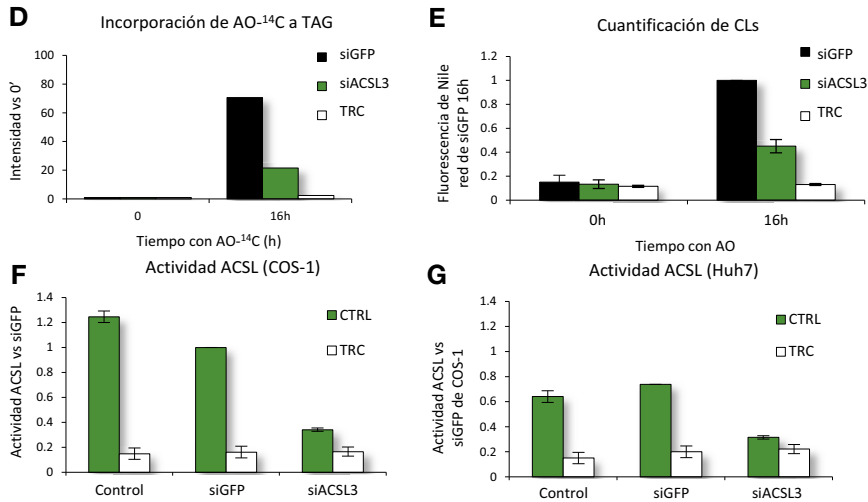 D
Incorporación de AO-¹⁴C a TAG
Intensidad vs 0'
100
80
60
40
20
0
siGFP
siACSL3
TRC
0
16h
Tiempo con AO-¹⁴C (h)
E
Cuantificación de CLs
Fluorescencia de Nile
red de siGFP 16h
1.2
1
0.8
0.6
0.4
0.2
0
siGFP
siACSL3
TRC
0h
16h
Tiempo con AO
F
Actividad ACSL (COS-1)
Actividad ACSL vs siGFP
1.4
1.2
1
0.8
0.6
0.4
0.2
0
CTRL
TRC
Control
siGFP
siACSL3
G
Actividad ACSL (Huh7)
Actividad ACSL vs
siGFP de COS-1
1.4
1.2
1
0.8
0.6
0.4
0.2
0
CTRL
TRC
Control
siGFP
siACSL3